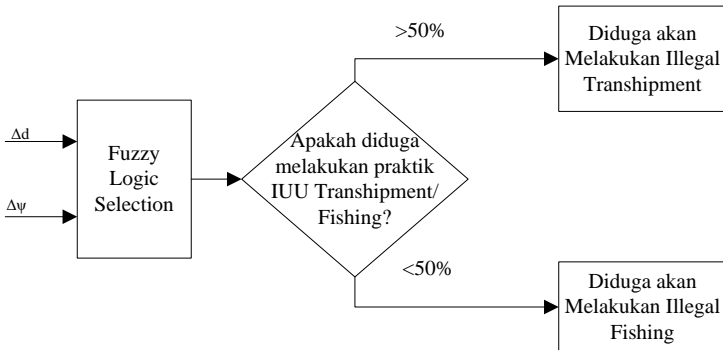 >50%
Diduga akan
Melakukan Illegal
Transhipment
Δd
Δψ
Fuzzy
Logic
Selection
Apakah diduga
melakukan praktik
IUU Transhipment/
Fishing?
<50%
Diduga akan
Melakukan Illegal
Fishing